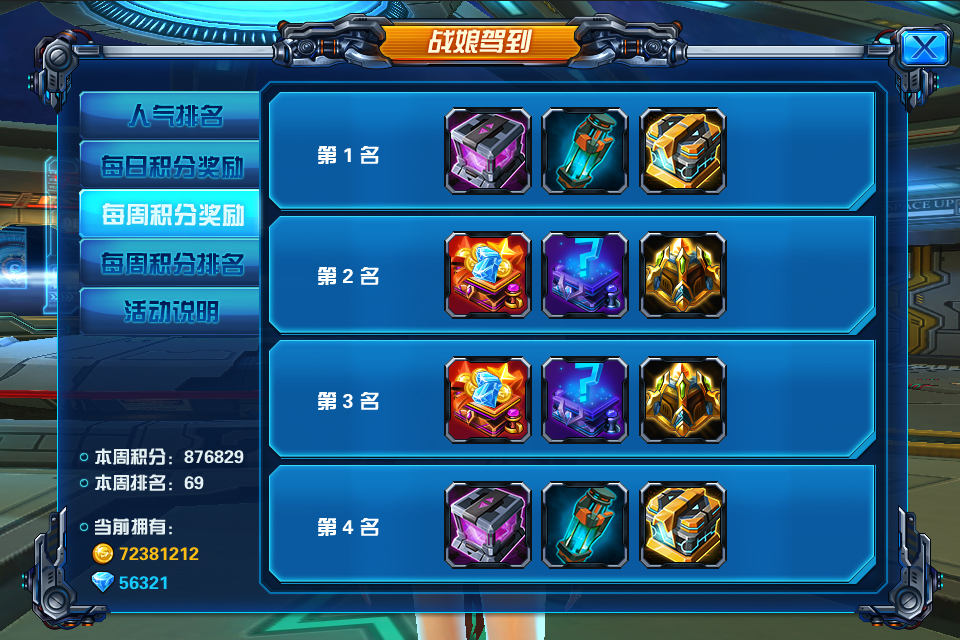 战娘驾到
X
人气排名
每日积分奖励
每周积分奖励
每周积分排名
活动说明
本周积分：876829
本周排名：69
当前拥有：
72381212
56321
第1名
第2名
?
第3名
?
第4名
ACE UP